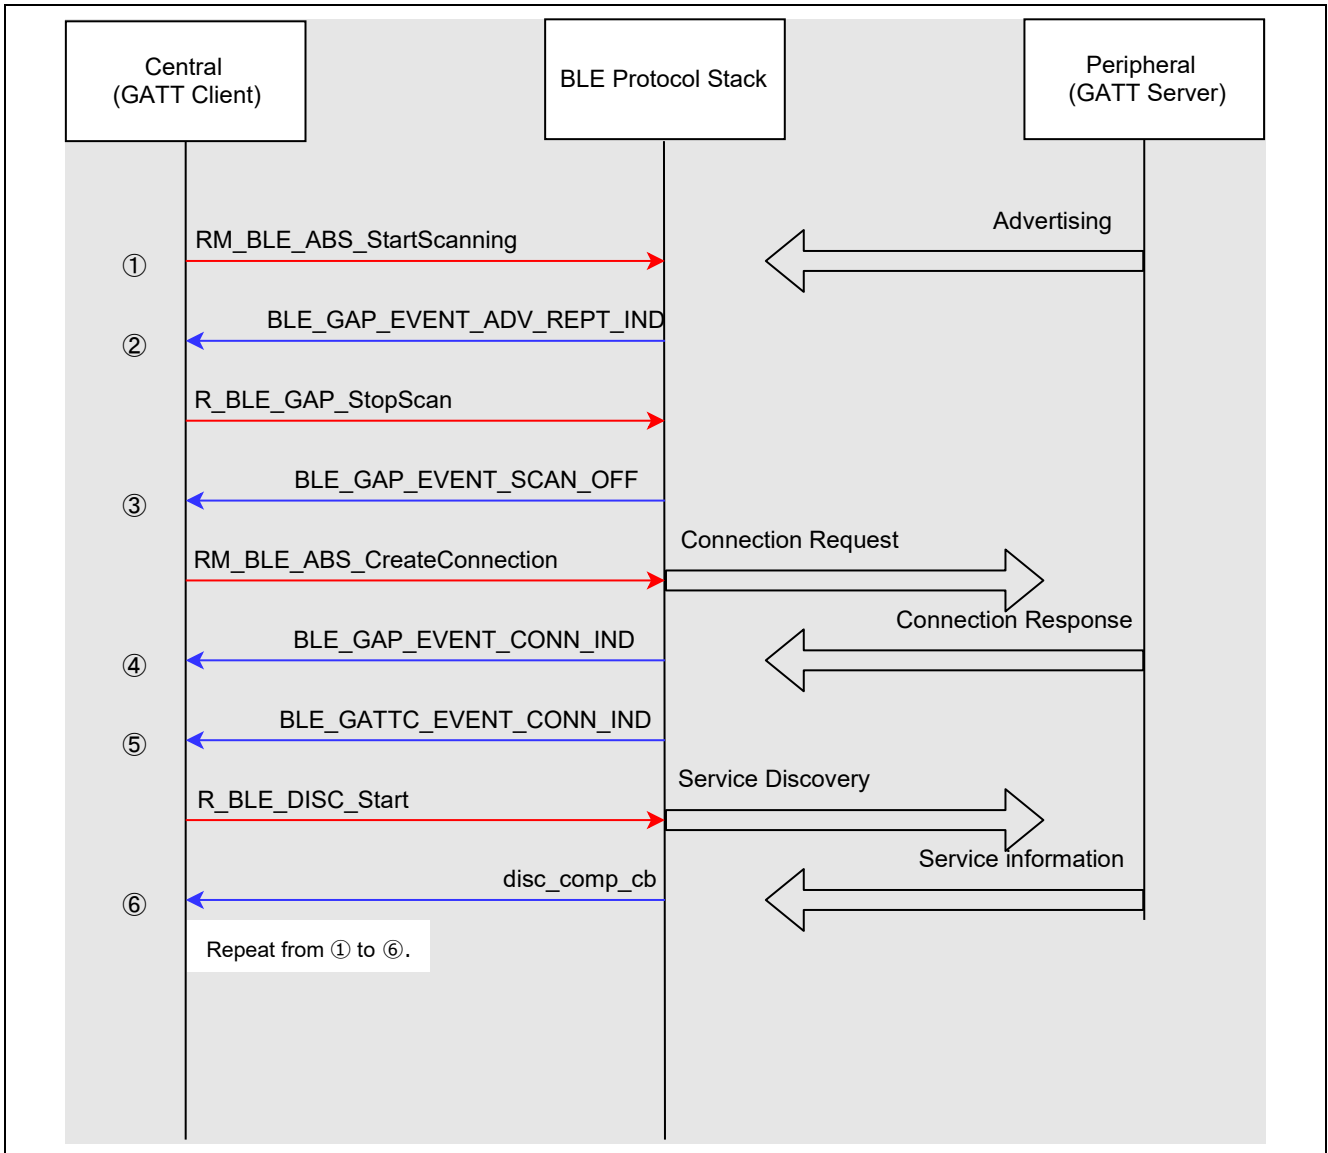 Central
(GATT Client)
BLE Protocol Stack
Peripheral
(GATT Server)
Advertising
RM_BLE_ABS_StartScanning
①
BLE_GAP_EVENT_ADV_REPT_IND
②
R_BLE_GAP_StopScan
BLE_GAP_EVENT_SCAN_OFF
③
Connection Request
RM_BLE_ABS_CreateConnection
Connection Response
BLE_GAP_EVENT_CONN_IND
④
BLE_GATTC_EVENT_CONN_IND
⑤
Service Discovery
R_BLE_DISC_Start
Service information
disc_comp_cb
⑥
Repeat from ① to ⑥.